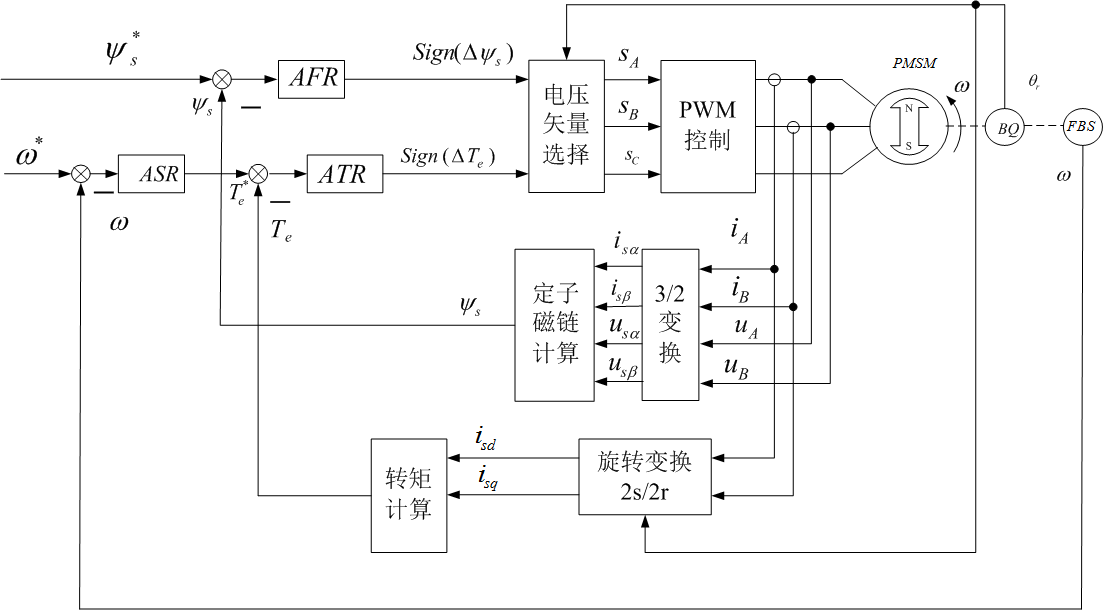 ψs*
Sign(Δψs)
AFR
ψs
−
电压
矢量
选择
sA
sB
sC
PWM
控制
PMSM
N
S
ω
θr
BQ
FBS
ω
ω*
−
ω
ASR
Te*
−
Te
ATR
Sign(ΔTe)
ψs
定子
磁链
计算
isα
isβ
usα
usβ
3/2
变
换
iA
iB
uA
uB
转矩
计算
isd
isq
旋转变换
2s/2r